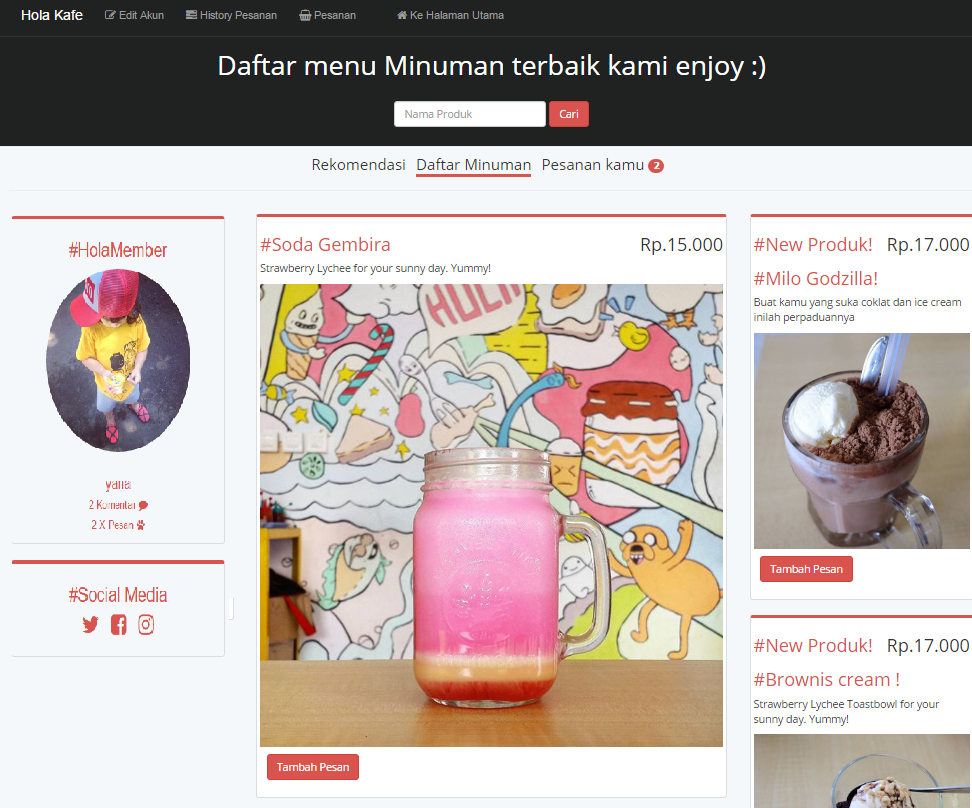 Hola Kafe Edit Akun History Pesanan Pesanan Ke Halaman Utama
Daftar menu Minuman terbaik kami enjoy :)
Nama Produk Cari
Rekomendasi Daftar Minuman Pesanan kamu 2
#HolaMember
yana
2 Komentar
2 X Pesan
#Social Media
#Soda Gembira Rp.15.000
Strawberry Lychee for your sunny day. Yummy!
Tambah Pesan
#New Produk! Rp.17.000
#Milo Godzilla!
Buat kamu yang suka coklat dan ice cream
inilah perpaduannya
Tambah Pesan
#New Produk! Rp.17.000
#Brownis cream !
Strawberry Lychee Toastbowl for your
sunny day. Yummy!